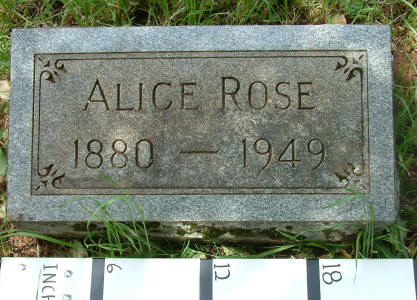 ALICE ROSE
1880 — 1949
INCH 6 12 18